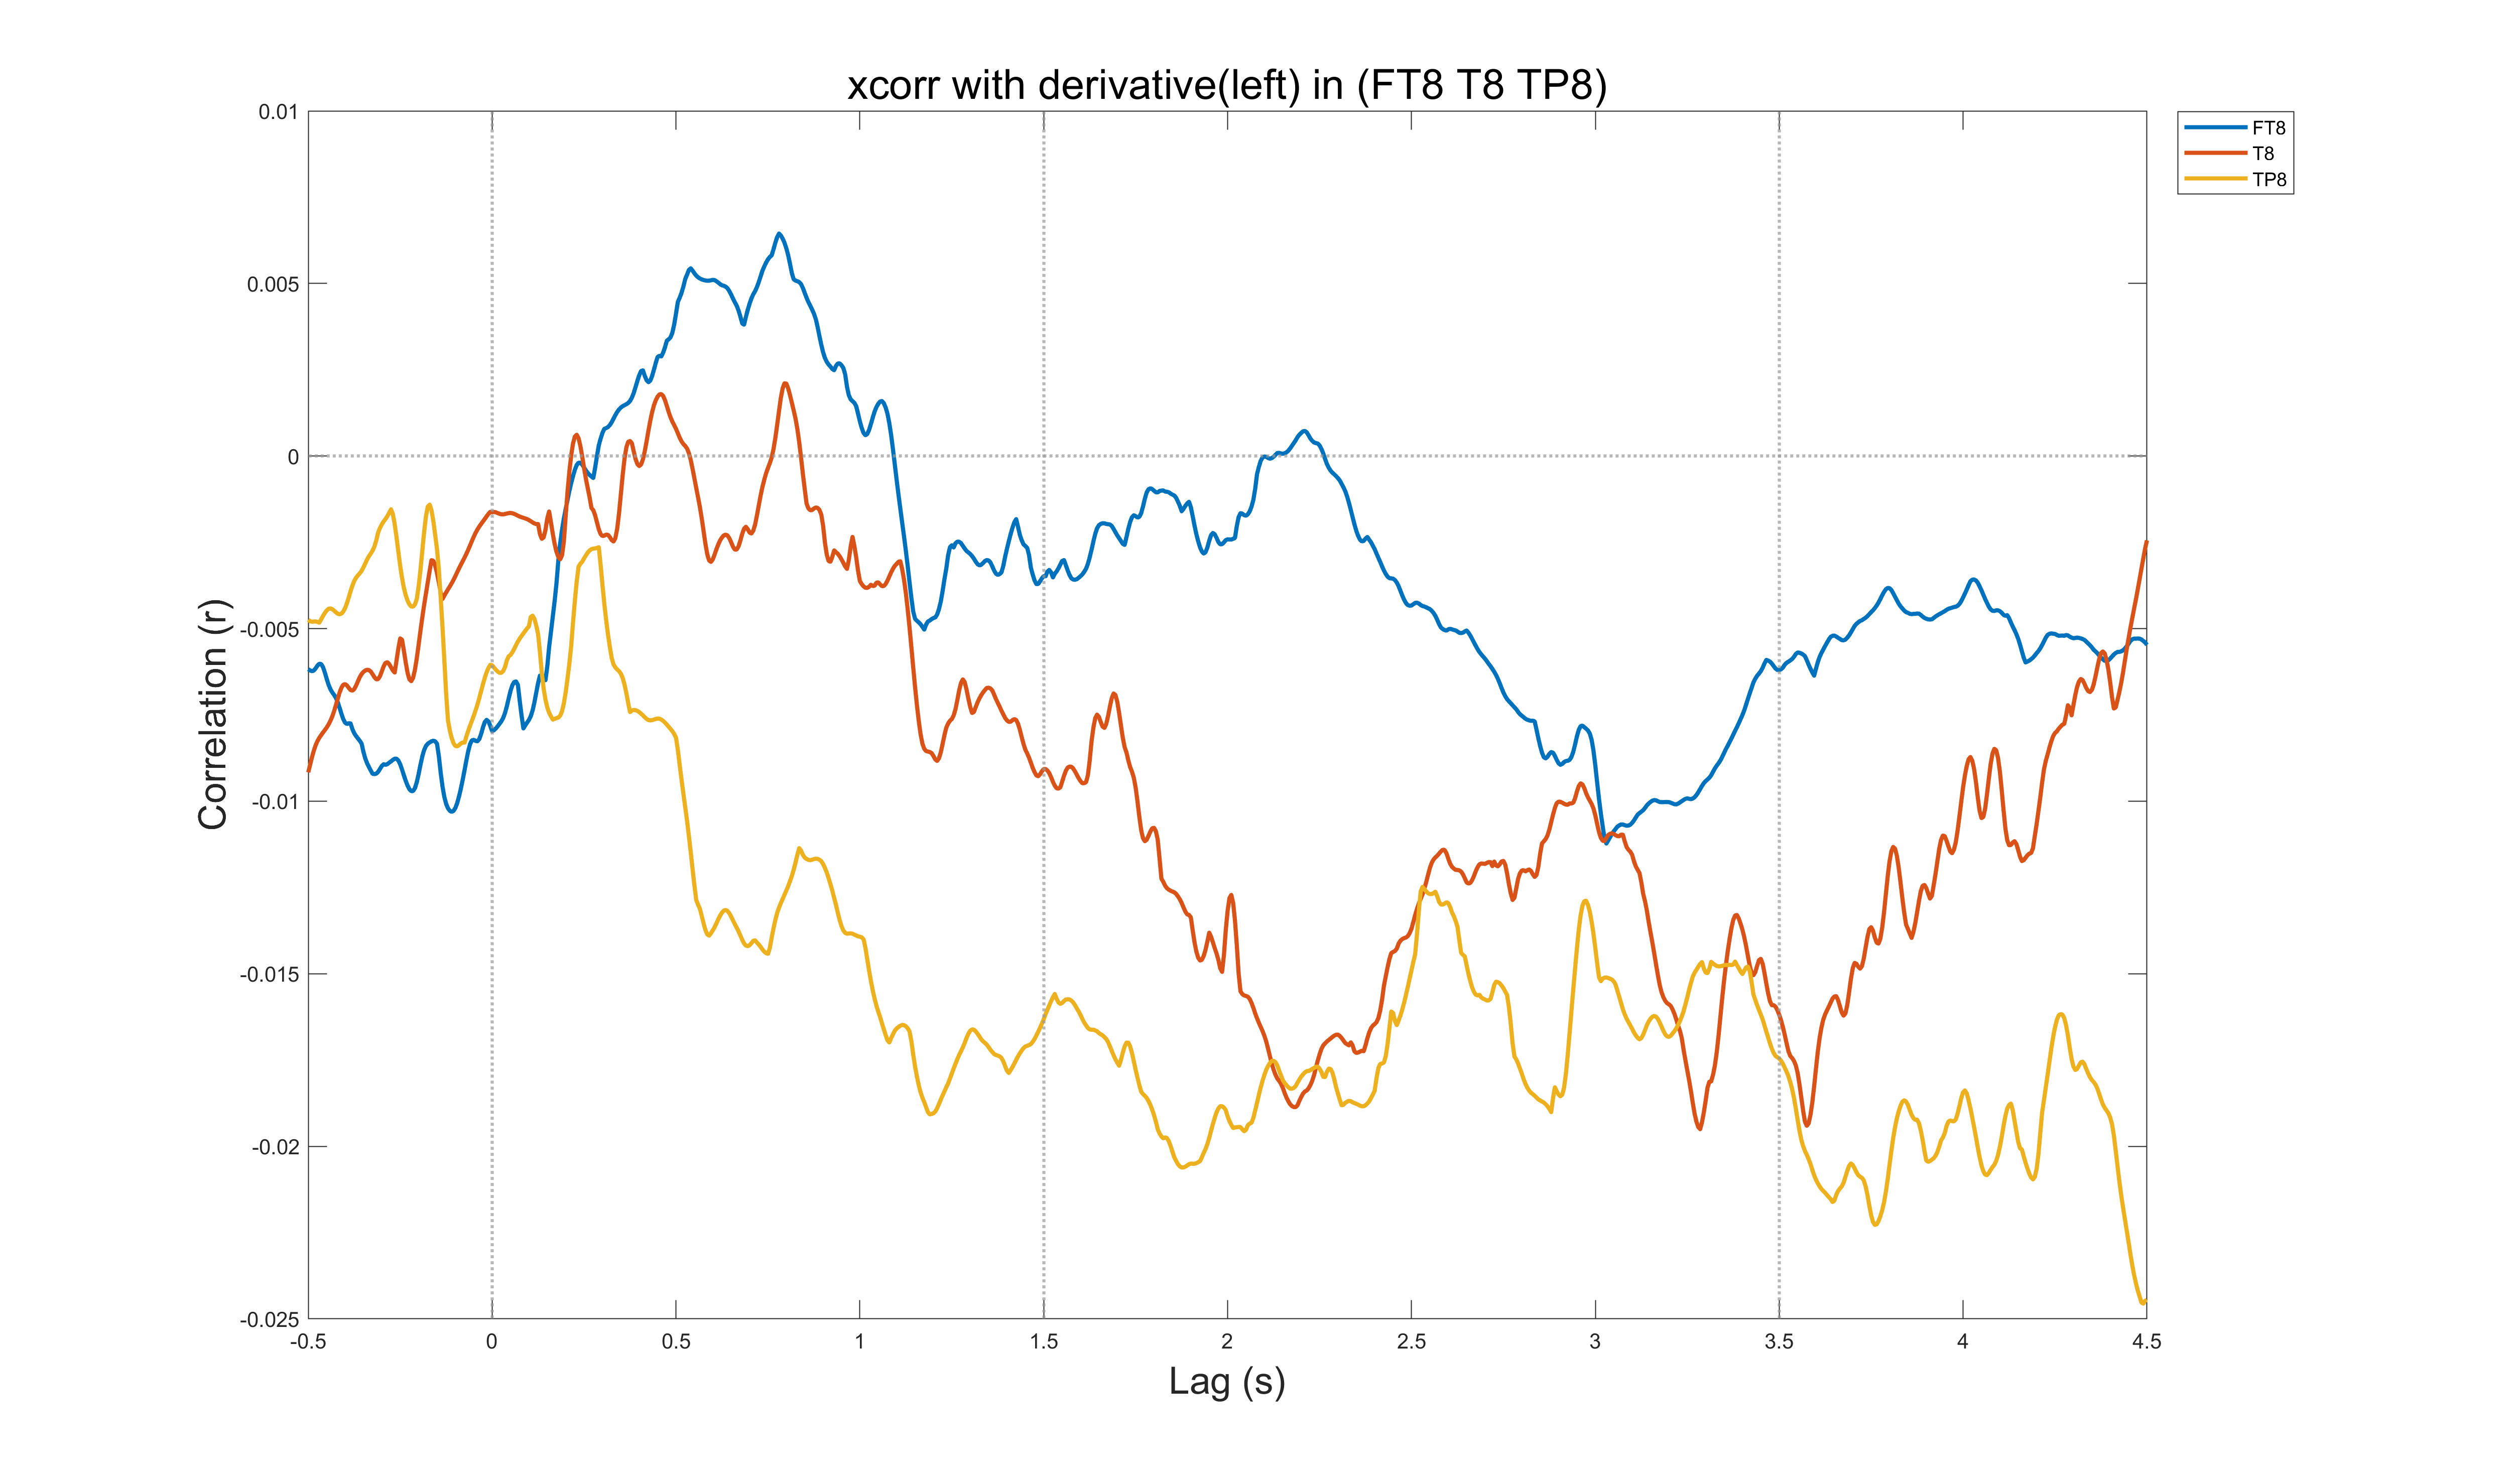 xcorr with derivative(left) in (FT8 T8 TP8)
FT8
T8
TP8
Correlation (r)
0.01
0.005
0
-0.005
-0.01
-0.015
-0.02
-0.025
-0.5 0 0.5 1 1.5 2 2.5 3 3.5 4 4.5
Lag (s)